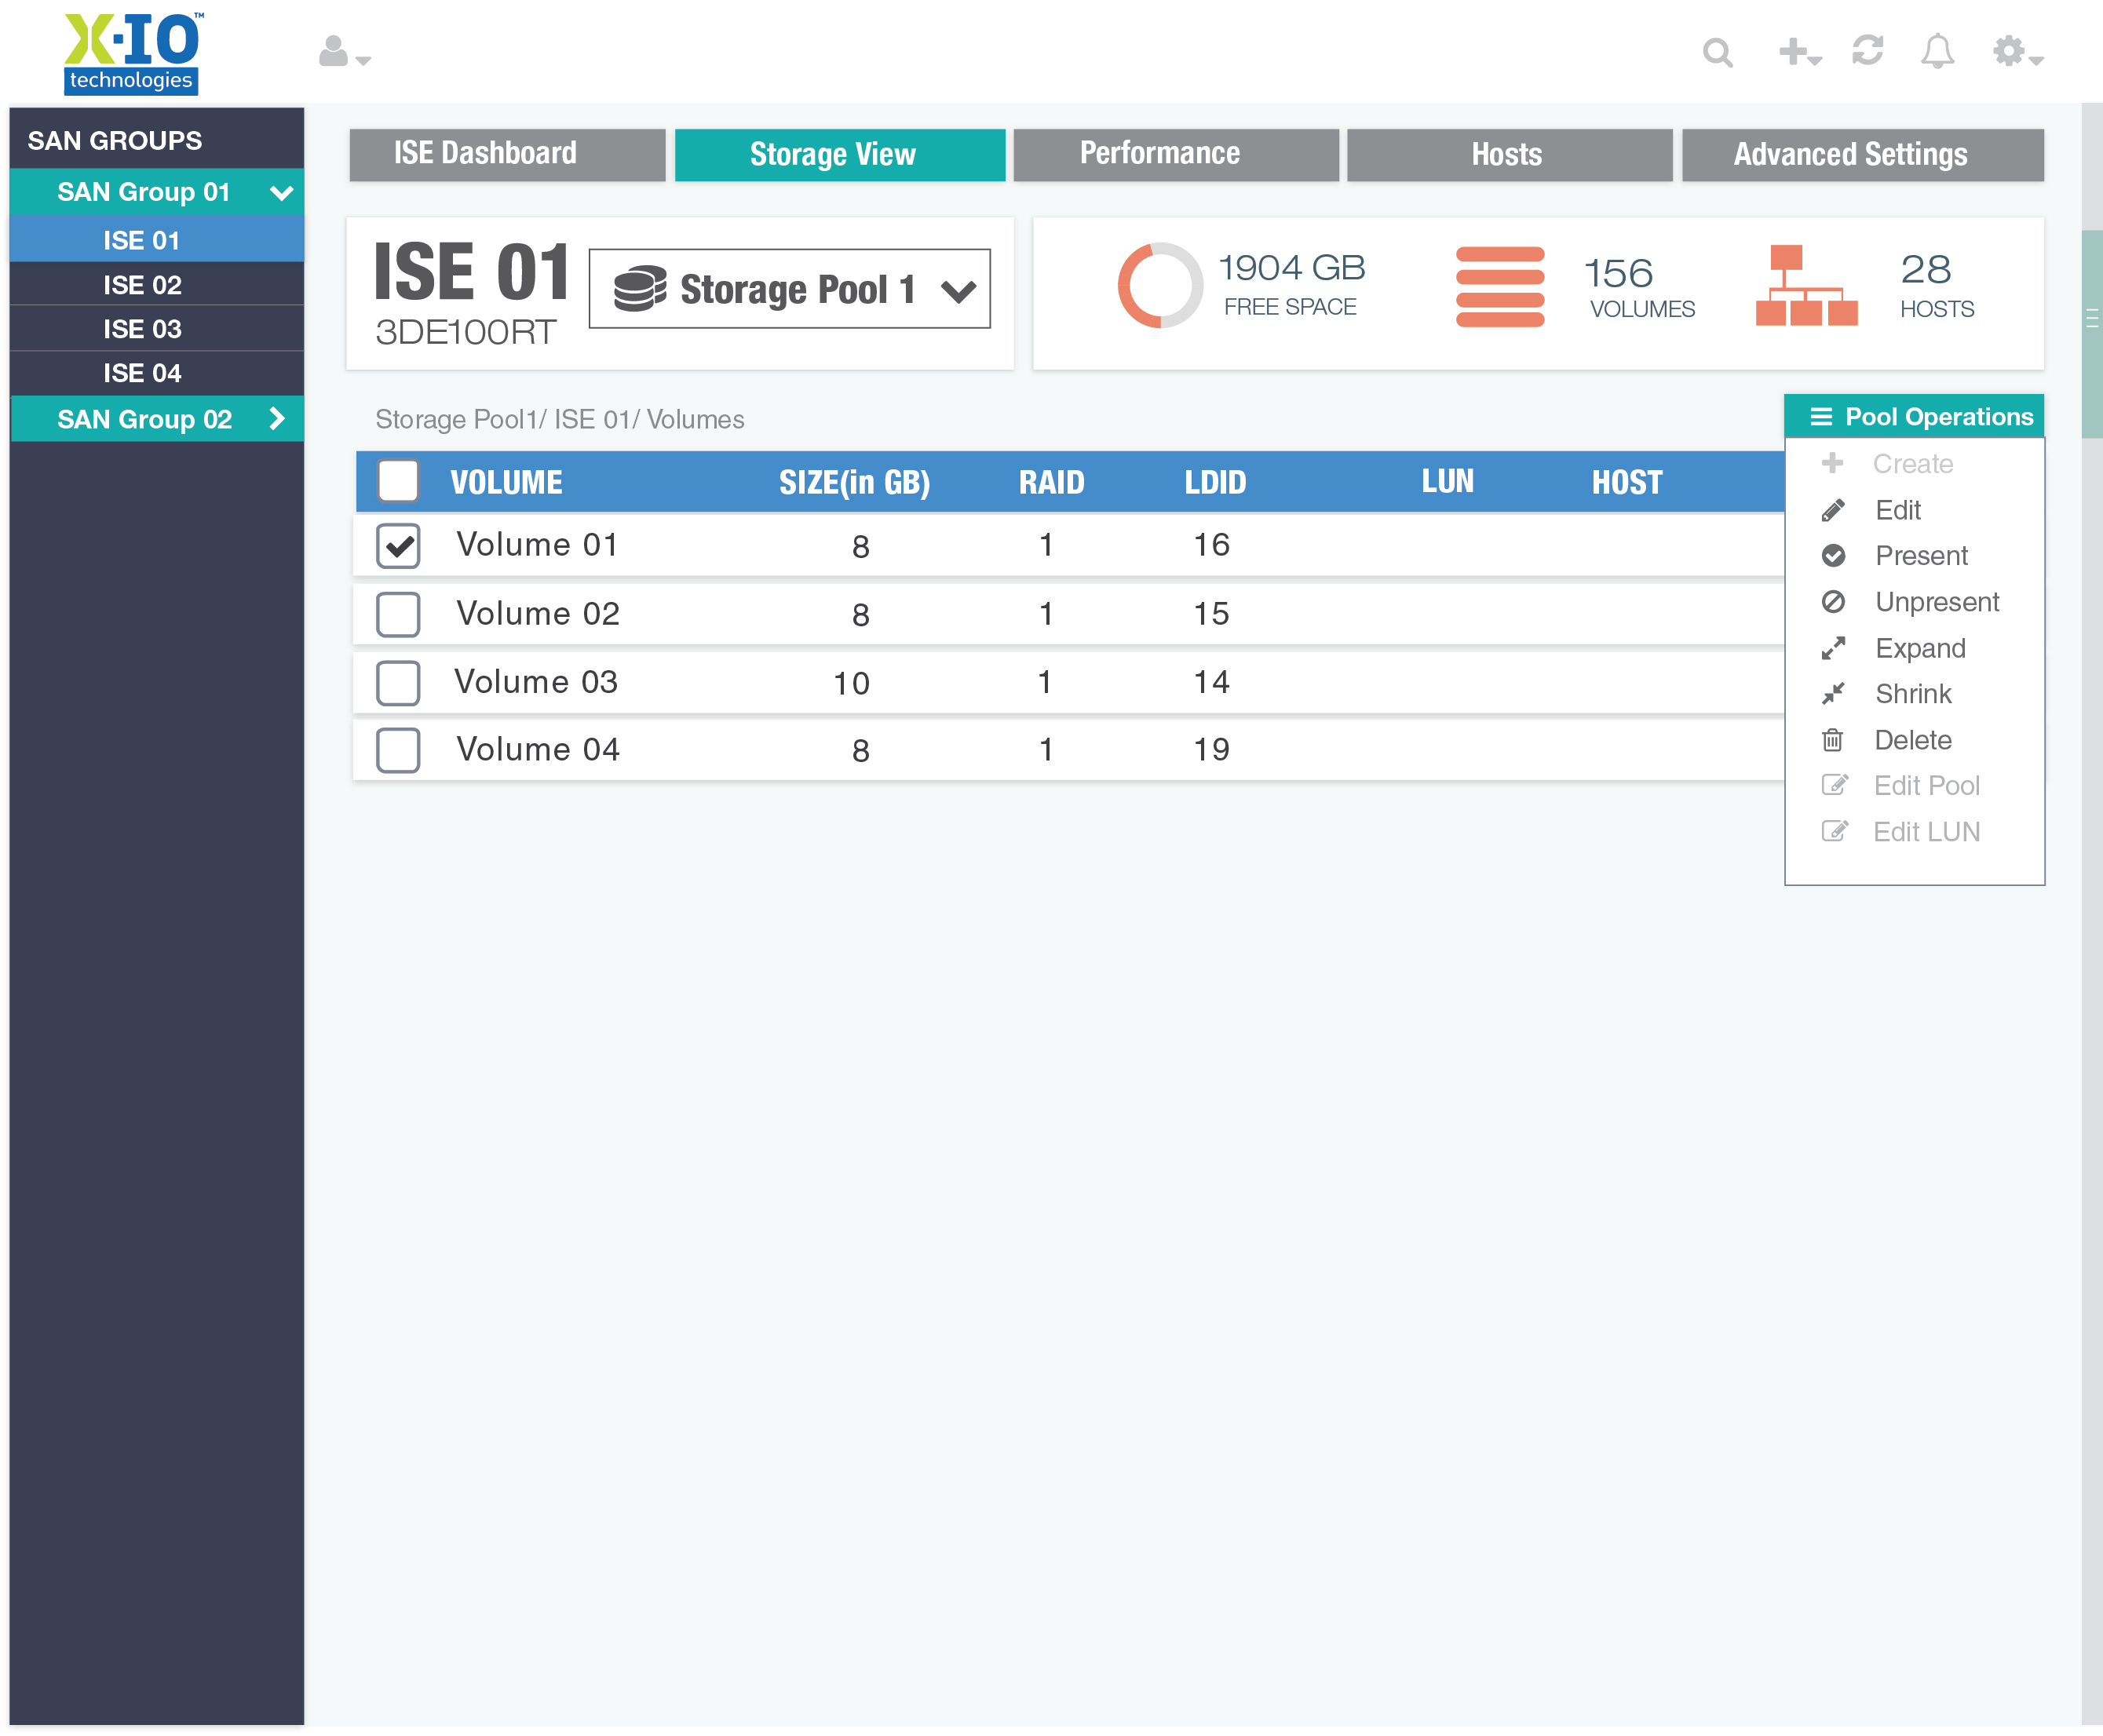 X-IO™
technologies
SAN GROUPS
SAN Group 01
ISE 01
ISE 02
ISE 03
ISE 04
SAN Group 02
ISE Dashboard
Storage View
Performance
Hosts
Advanced Settings
ISE 01
3DE100RT
Storage Pool 1
1904 GB
FREE SPACE
156
VOLUMES
28
HOSTS
Storage Pool1/ ISE 01/ Volumes
VOLUME SIZE(in GB) RAID LDID LUN HOST
Volume 01 8 1 16
Volume 02 8 1 15
Volume 03 10 1 14
Volume 04 8 1 19
Pool Operations
Create
Edit
Present
Unpresent
Expand
Shrink
Delete
Edit Pool
Edit LUN